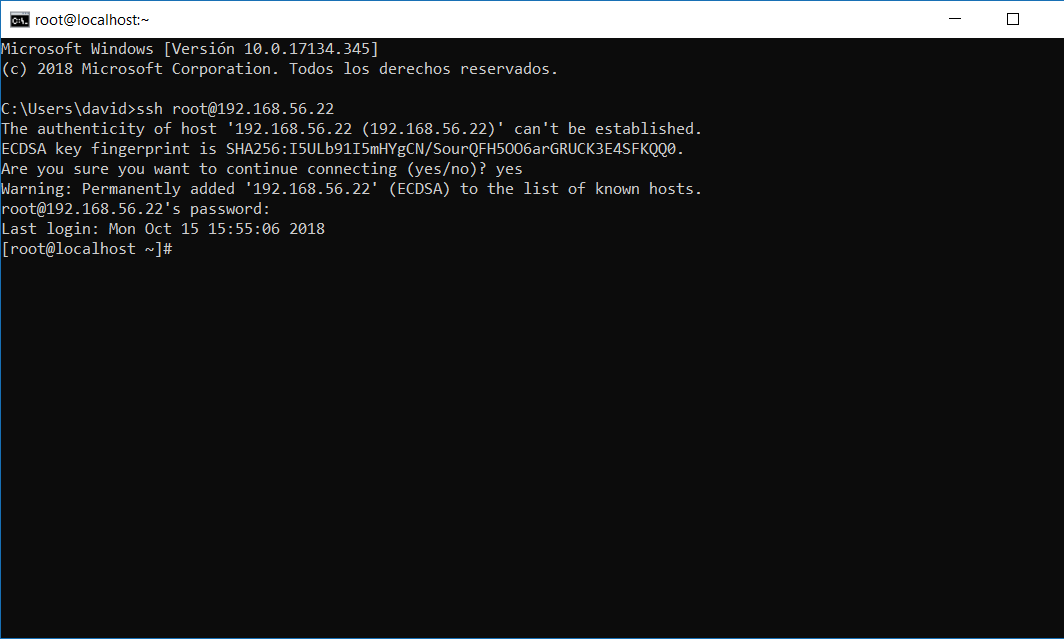 root@localhost:~
Microsoft Windows [Versión 10.0.17134.345]
(c) 2018 Microsoft Corporation. Todos los derechos reservados.
C:\Users\david>ssh root@192.168.56.22
The authenticity of host '192.168.56.22 (192.168.56.22)' can't be established.
ECDSA key fingerprint is SHA256:I5ULb91I5mHYgCN/SourQFH5OO6arGRUCK3E4SFKQQ0.
Are you sure you want to continue connecting (yes/no)? yes
Warning: Permanently added '192.168.56.22' (ECDSA) to the list of known hosts.
root@192.168.56.22's password:
Last login: Mon Oct 15 15:55:06 2018
[root@localhost ~]#